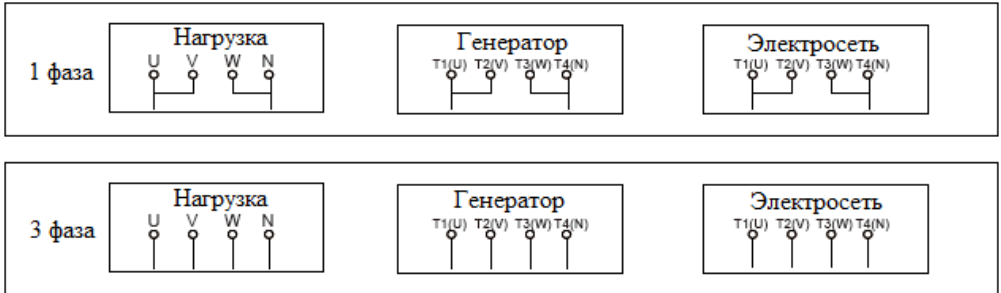 1 фаза
Нагрузка
U V W N
Генератор
T1(U) T2(V) T3(W) T4(N)
Электросеть
T1(U) T2(V) T3(W) T4(N)
3 фаза
Нагрузка
U V W N
Генератор
T1(U) T2(V) T3(W) T4(N)
Электросеть
T1(U) T2(V) T3(W) T4(N)